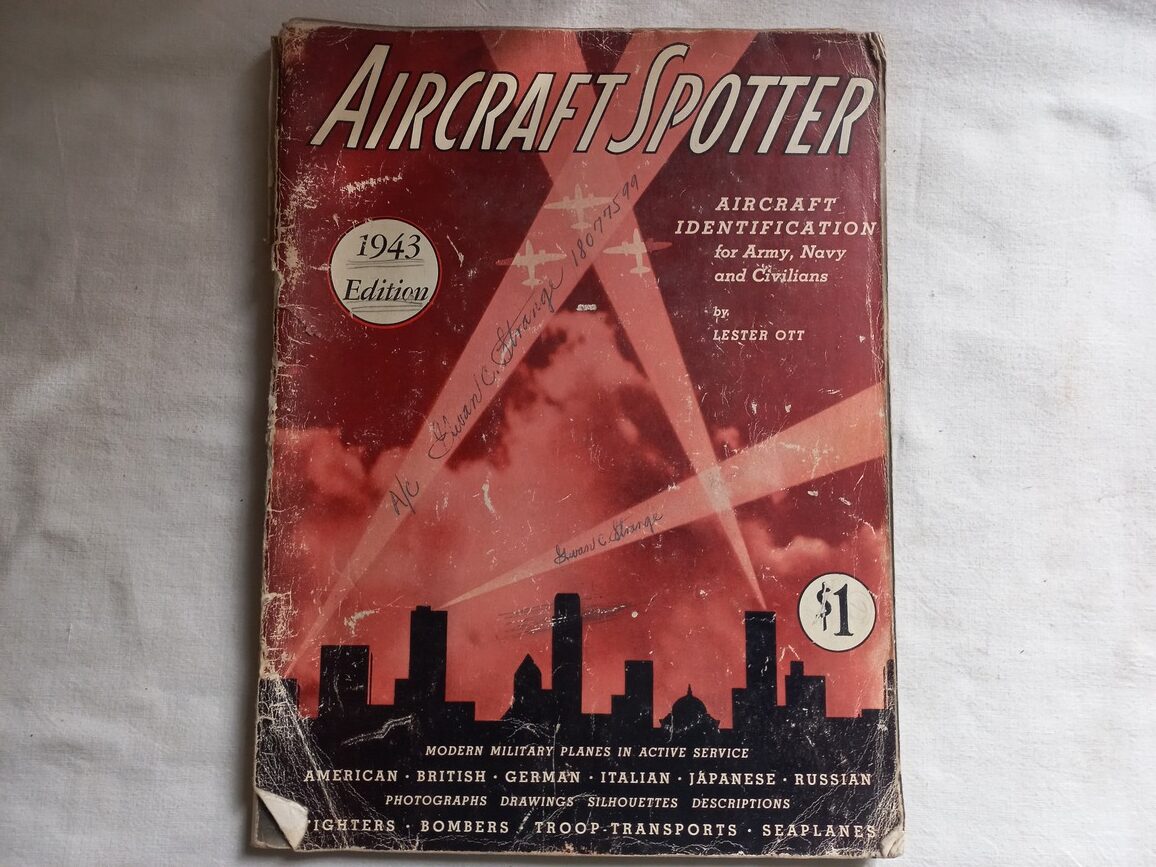 AIRCRAFT SPOTTER
AIRCRAFT
IDENTIFICATION
for Army, Navy
and Civilians
by
LESTER OTT
1943
Edition
A/C C. Strange 18077599
C. Strange
$1
MODERN MILITARY PLANES IN ACTIVE SERVICE
AMERICAN · BRITISH · GERMAN · ITALIAN · JAPANESE · RUSSIAN
PHOTOGRAPHS DRAWINGS SILHOUETTES DESCRIPTIONS
FIGHTERS · BOMBERS · TROOP-TRANSPORTS · SEAPLANES